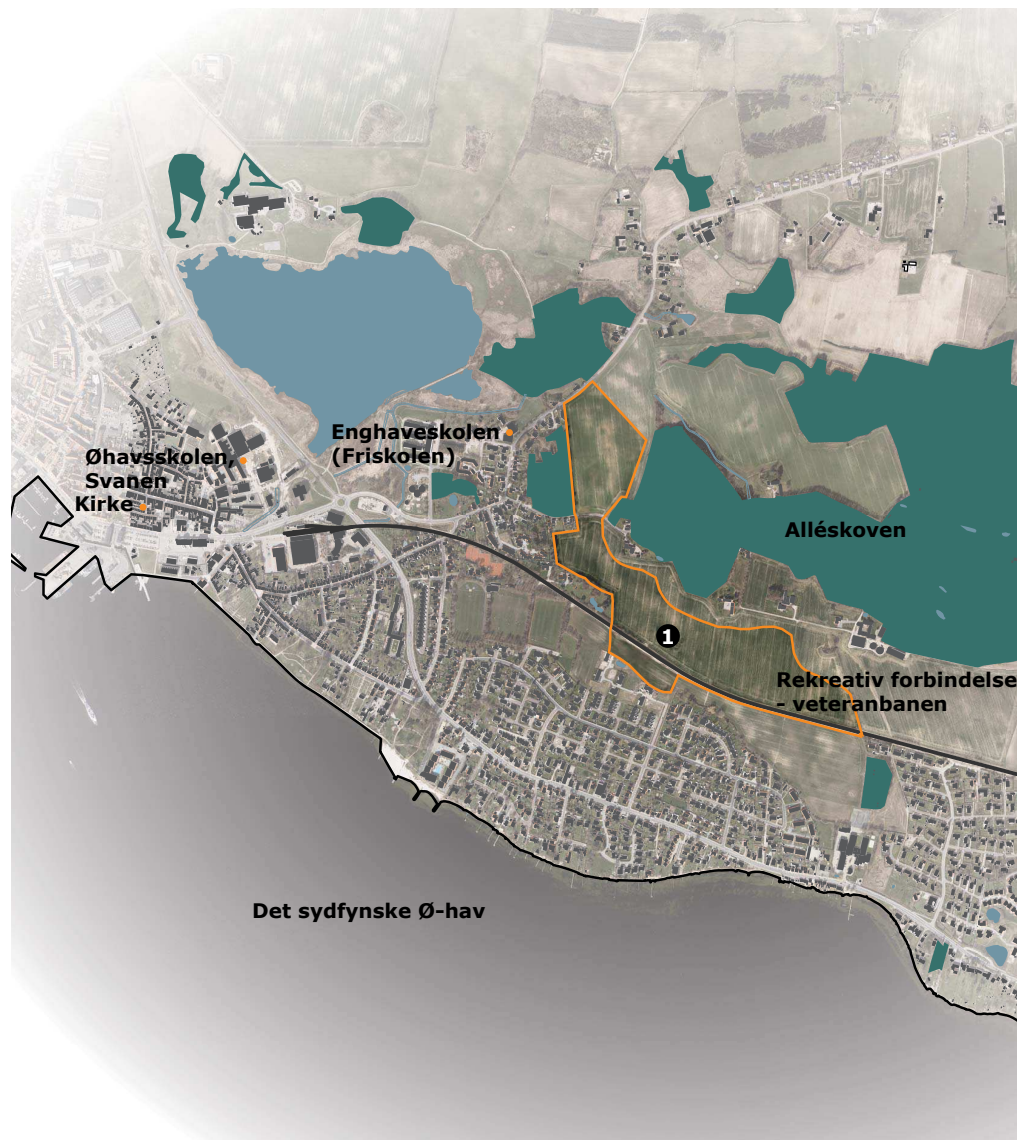 Enghaveskolen
(Friskolen)
Øhavsskolen,
Svanen
Kirke
Alléskoven
1
Rekreativ forbindelse
- veteranbanen
Det sydfynske Ø-hav